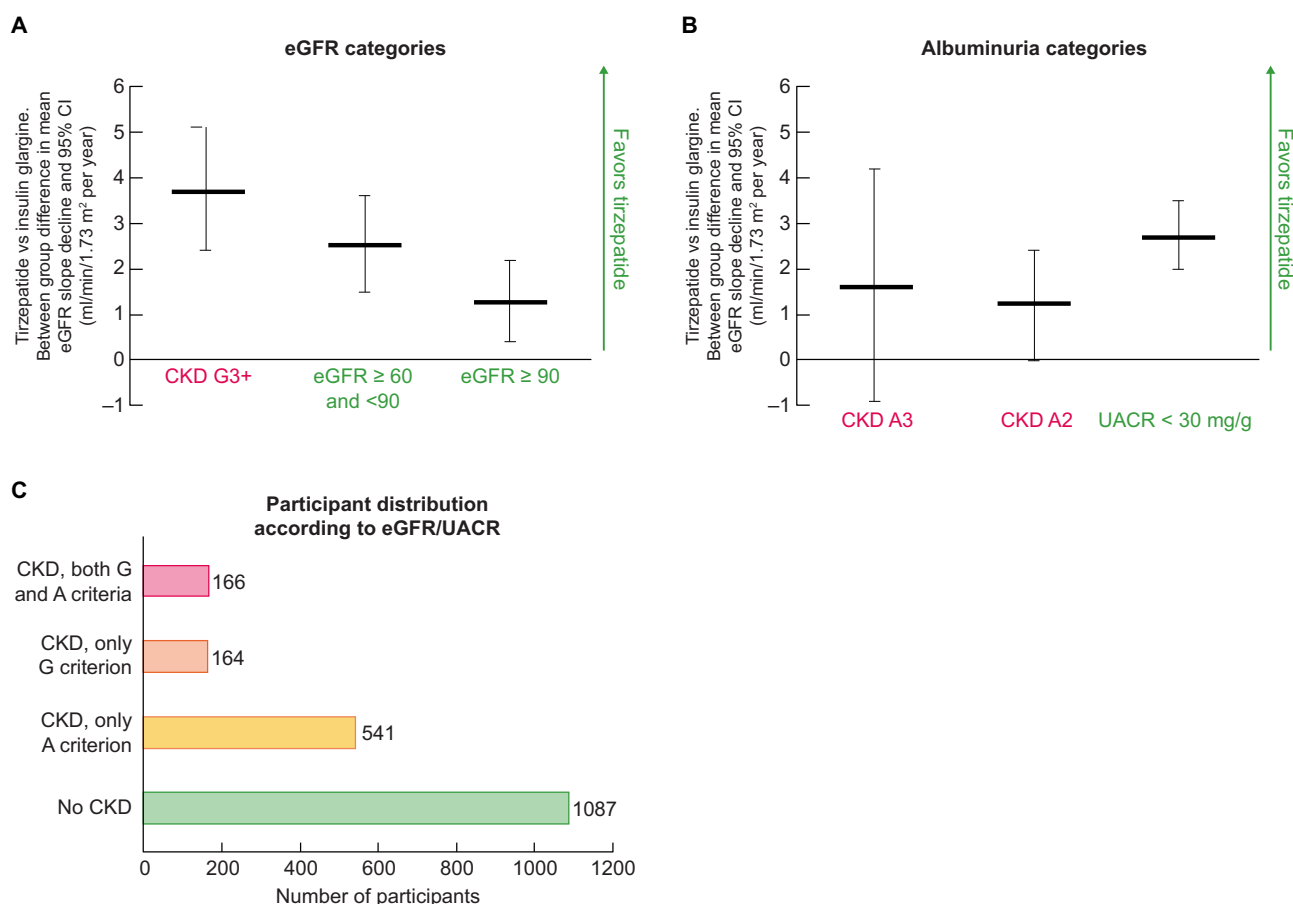 A
eGFR categories
Tirzepatide vs insulin glargine.
Between group difference in mean
eGFR slope decline and 95% CI
(ml/min/1.73 m² per year)
6
5
4
3
2
1
0
–1
CKD G3+
eGFR ≥ 60
and <90
eGFR ≥ 90
Favors tirzepatide
B
Albuminuria categories
Tirzepatide vs insulin glargine.
Between group difference in mean
eGFR slope decline and 95% CI
(ml/min/1.73 m² per year)
6
5
4
3
2
1
0
–1
CKD A3
CKD A2
UACR < 30 mg/g
Favors tirzepatide
C
Participant distribution
according to eGFR/UACR
CKD, both G
and A criteria
166
CKD, only
G criterion
164
CKD, only
A criterion
541
No CKD
1087
0 200 400 600 800 1000 1200
Number of participants